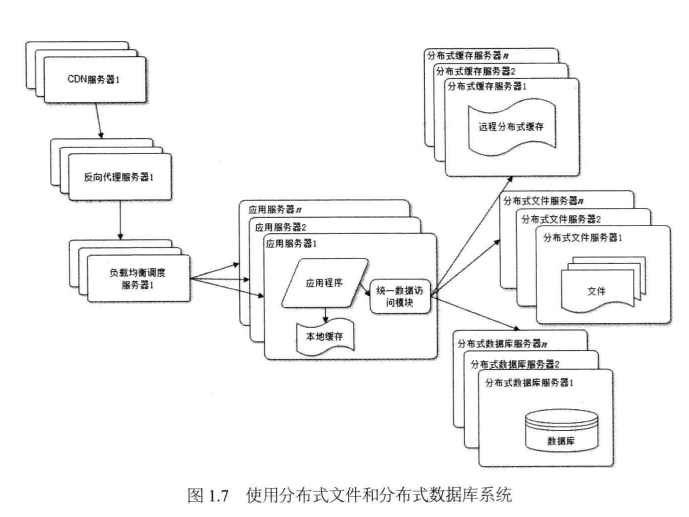 CDN服务器1
反向代理服务器1
负载均衡调度
服务器1
应用服务器n
应用服务器2
应用服务器1
应用程序
统一数据访
问模块
本地缓存
分布式缓存服务器n
分布式缓存服务器2
分布式缓存服务器1
远程分布式缓存
分布式文件服务器n
分布式文件服务器2
分布式文件服务器1
文件
分布式数据库服务器n
分布式数据库服务器2
分布式数据库服务器1
数据库
图 1.7 使用分布式文件和分布式数据库系统